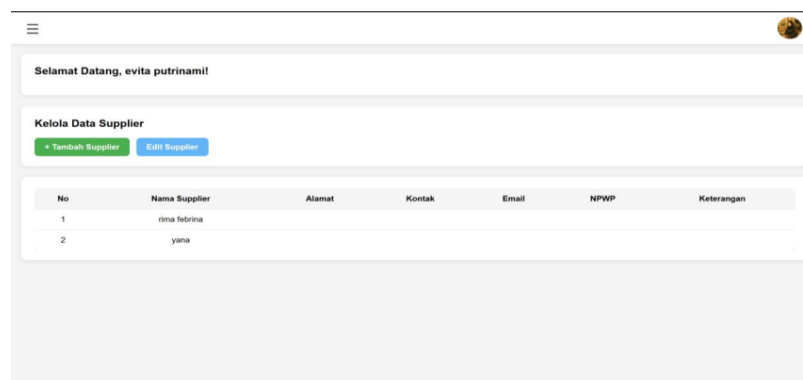 Selamat Datang, evita putrinami!
Kelola Data Supplier
+ Tambah Supplier Edit Supplier
No Nama Supplier Alamat Kontak Email NPWP Keterangan
1 rima febrina
2 yana